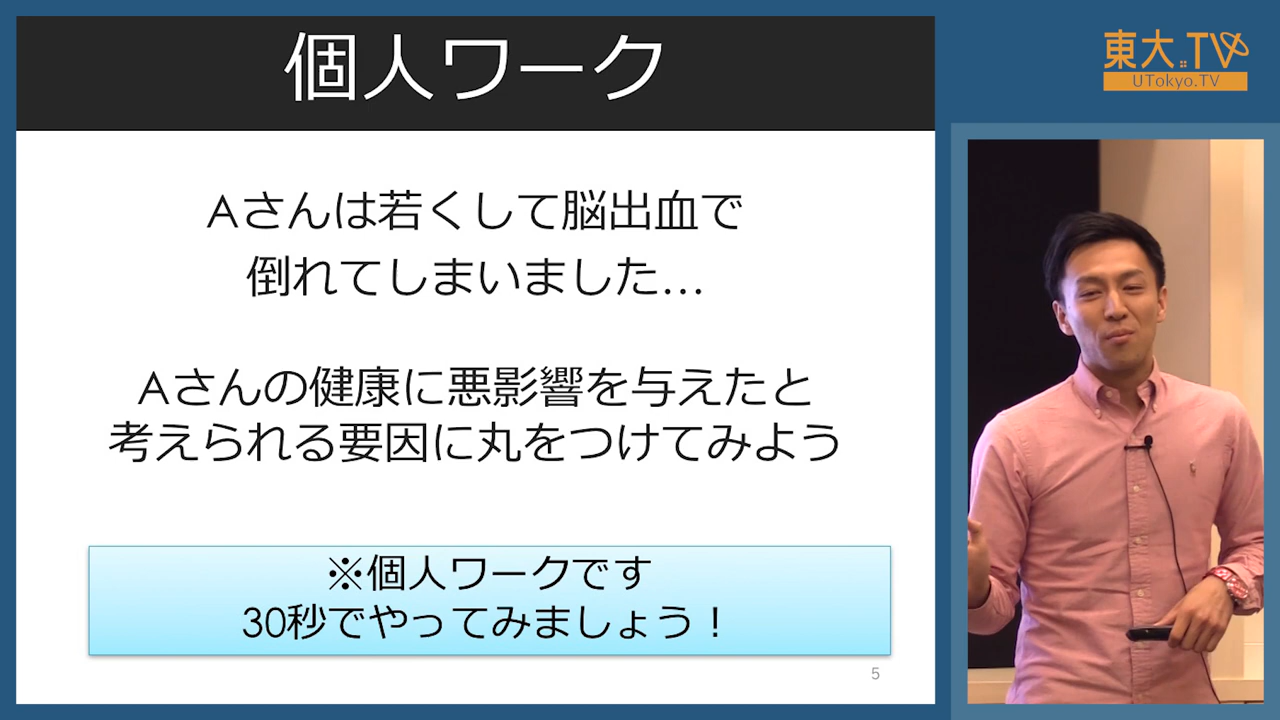 個人ワーク
Aさんは若くして脳出血で
倒れてしまいました…
Aさんの健康に悪影響を与えたと
考えられる要因に丸をつけてみよう
※個人ワークです
30秒でやってみましょう！
5
東大.TV
UTokyo.TV